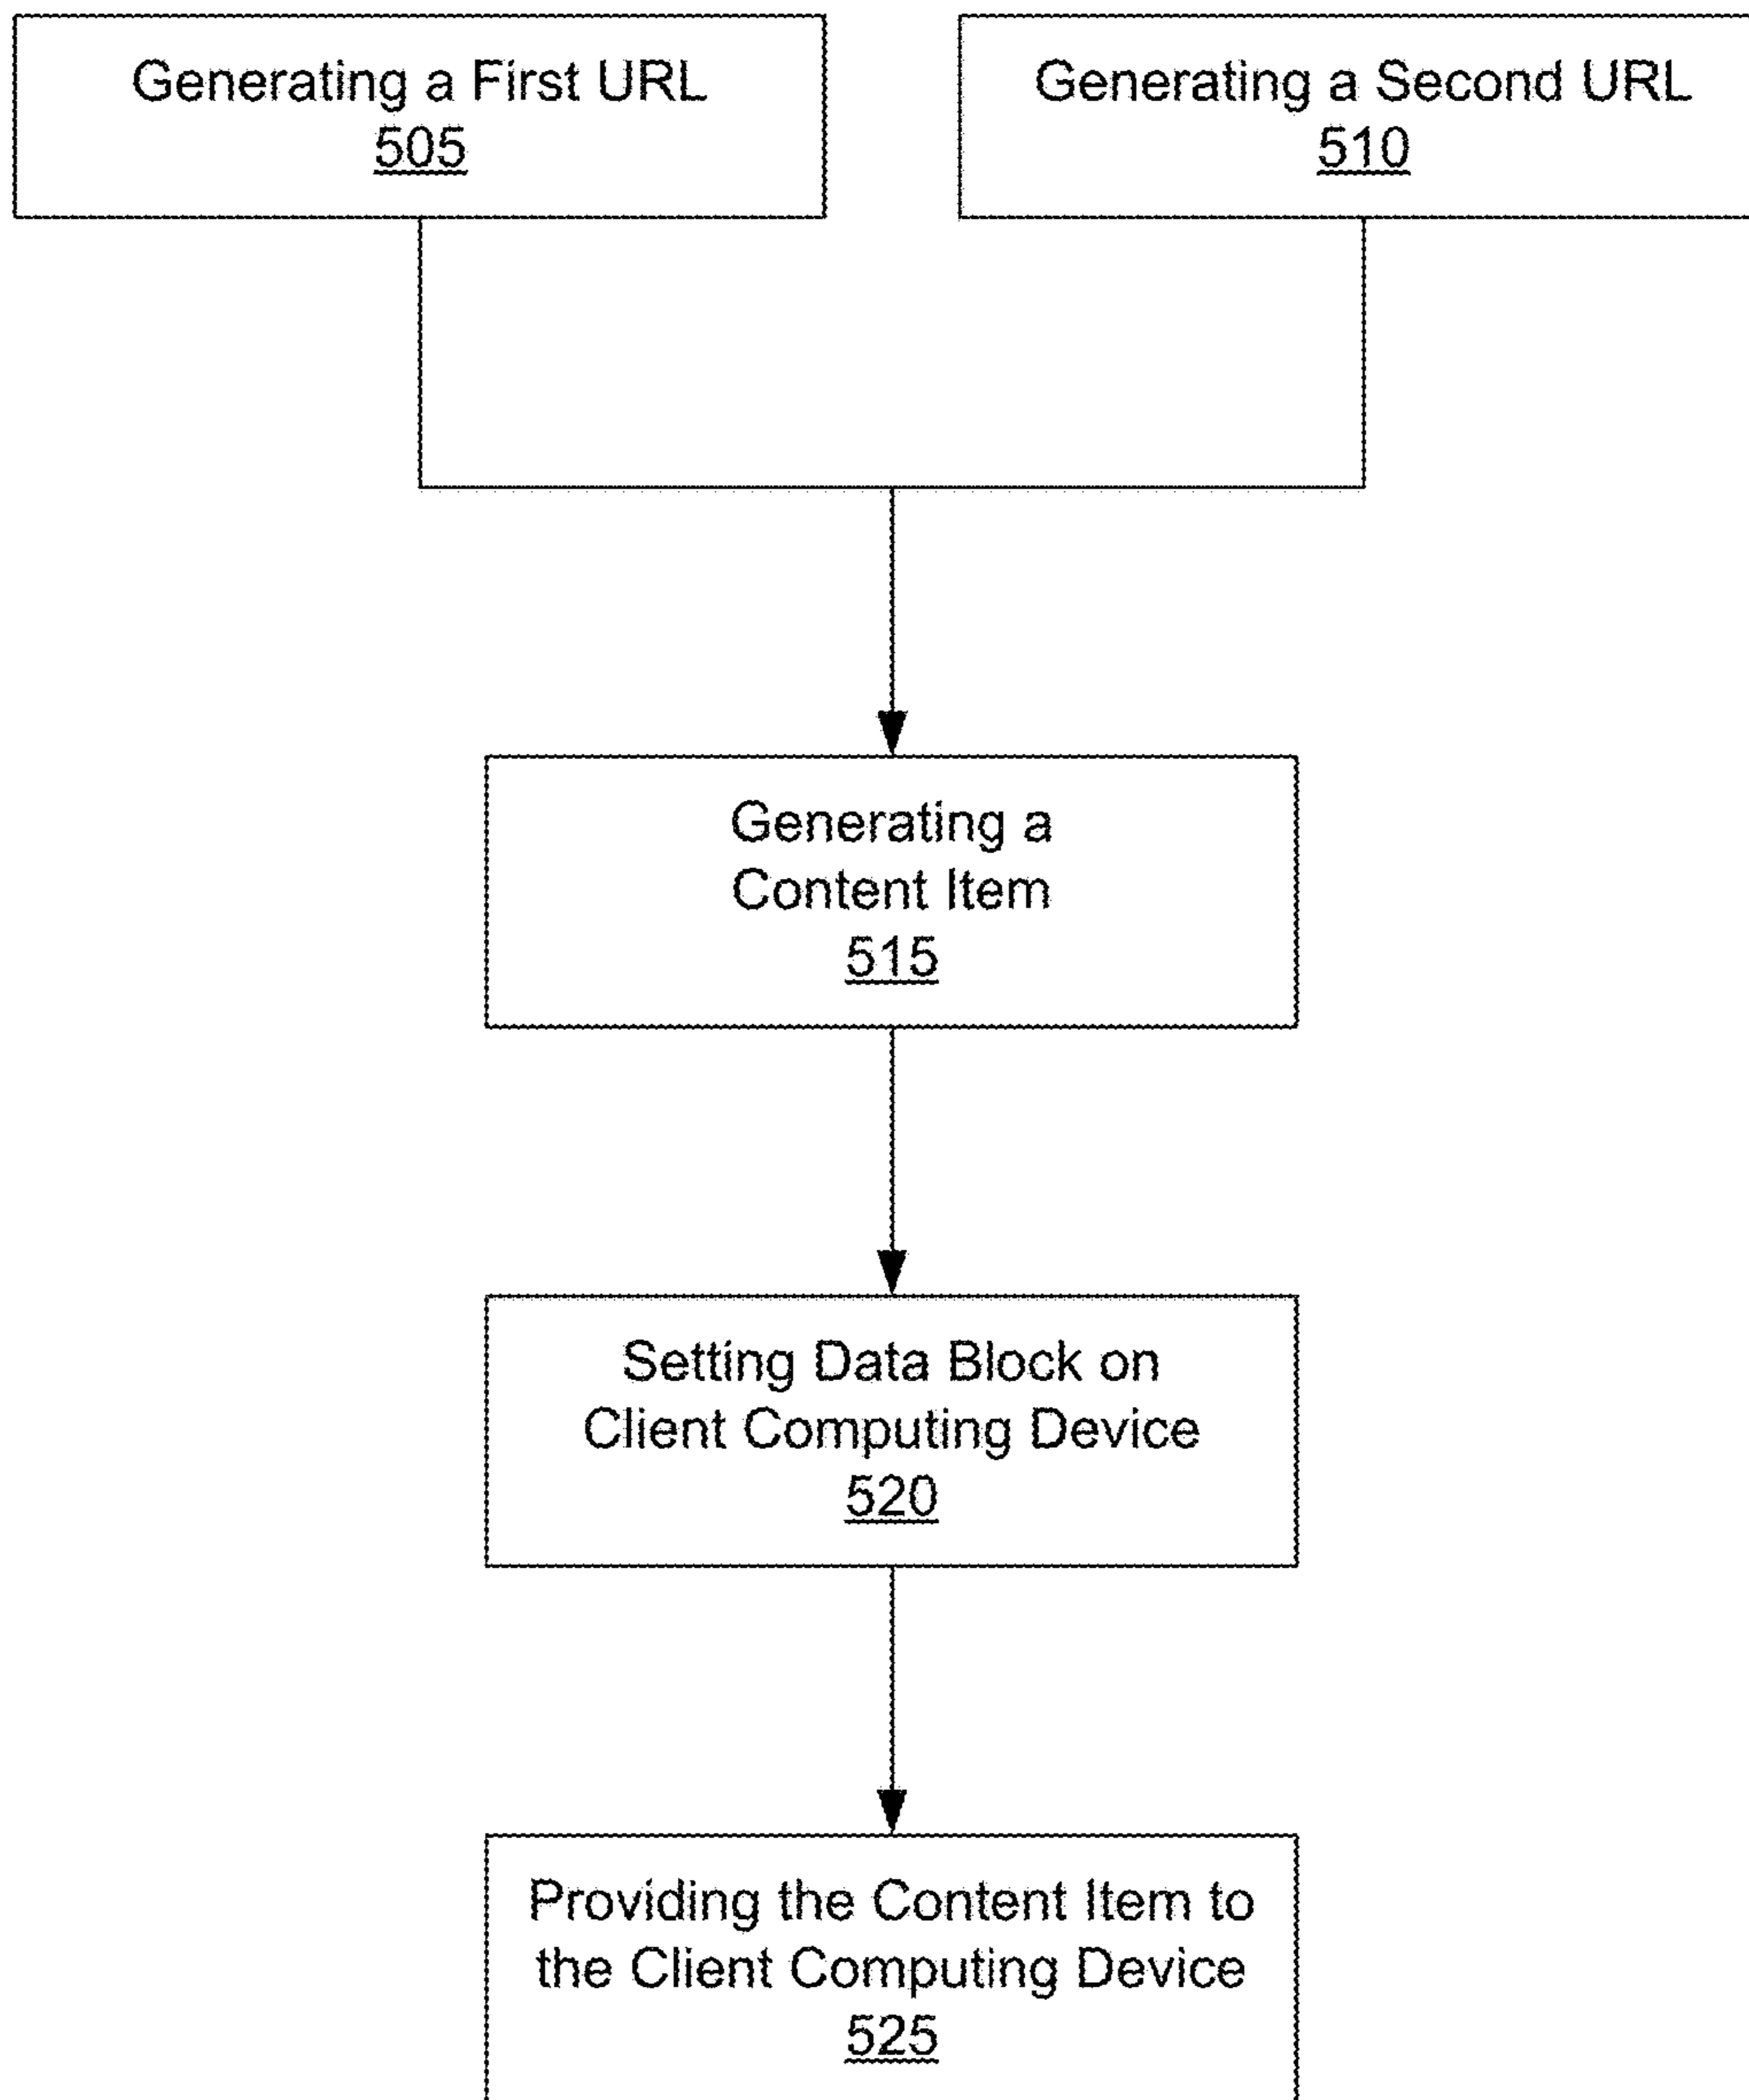 Generating a First URL
505
Generating a Second URL
510
Generating a
Content Item
515
Setting Data Block on
Client Computing Device
520
Providing the Content Item to
the Client Computing Device
525